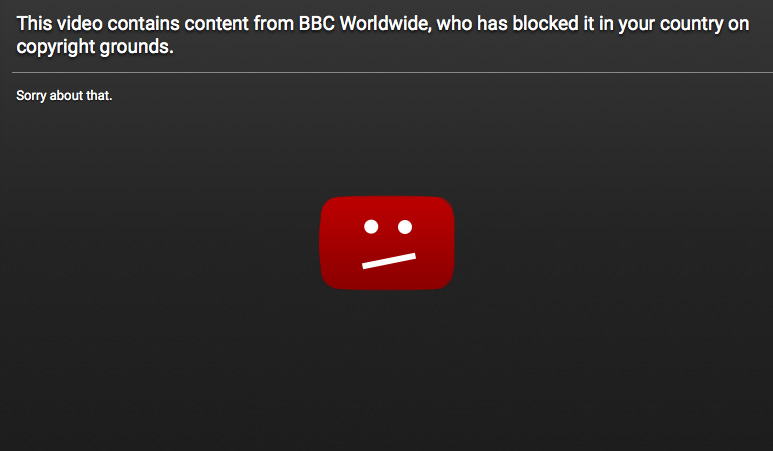 This video contains content from BBC Worldwide, who has blocked it in your country on
copyright grounds.
Sorry about that.